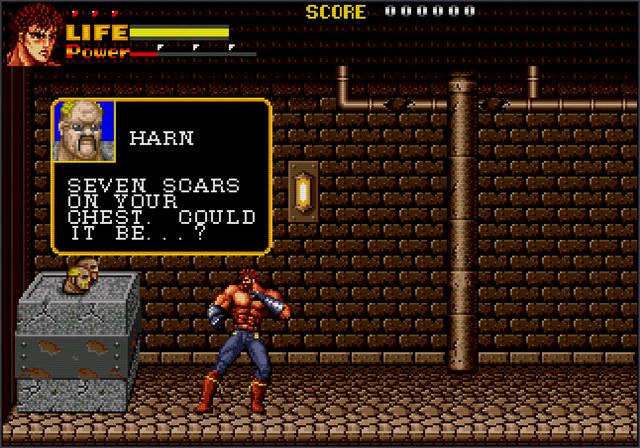 SCORE 000000
LIFE
Power
HARN
SEVEN SCARS
ON YOUR
CHEST. COULD
IT BE...?